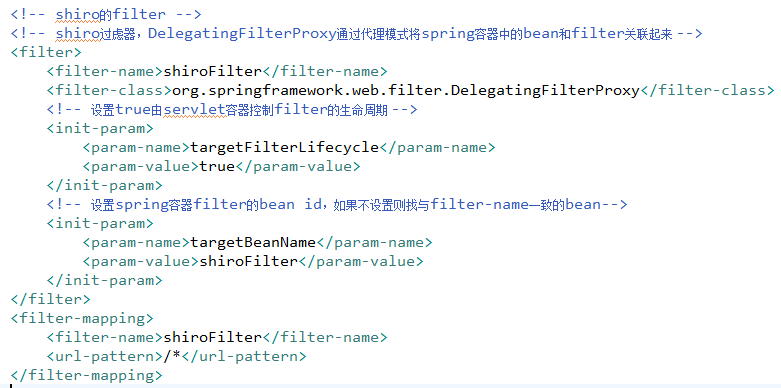 <!-- shiro的filter -->
<!-- shiro过虑器，DelegatingFilterProxy通过代理模式将spring容器中的bean和filter关联起来 -->
<filter>
    <filter-name>shiroFilter</filter-name>
    <filter-class>org.springframework.web.filter.DelegatingFilterProxy</filter-class>
    <!-- 设置true由servlet容器控制filter的生命周期 -->
    <init-param>
        <param-name>targetFilterLifecycle</param-name>
        <param-value>true</param-value>
    </init-param>
    <!-- 设置spring容器filter的bean id，如果不设置则找与filter-name一致的bean-->
    <init-param>
        <param-name>targetBeanName</param-name>
        <param-value>shiroFilter</param-value>
    </init-param>
</filter>
<filter-mapping>
    <filter-name>shiroFilter</filter-name>
    <url-pattern>/*</url-pattern>
</filter-mapping>